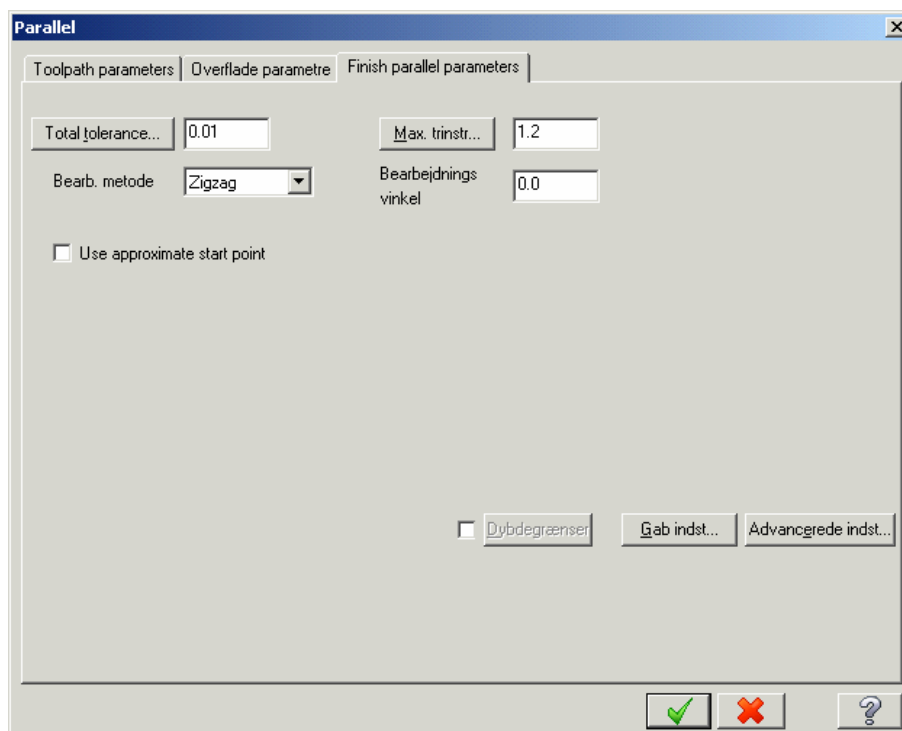 Parallel
Toolpath parameters
Overflade parametre
Finish parallel parameters
Total tolerance...
0.01
Max. trinstr...
1.2
Bearb. metode
Zigzag
Bearbejdnings
vinkel
0.0
Use approximate start point
Dybdegrænser
Gab indst...
Advancerede indst...